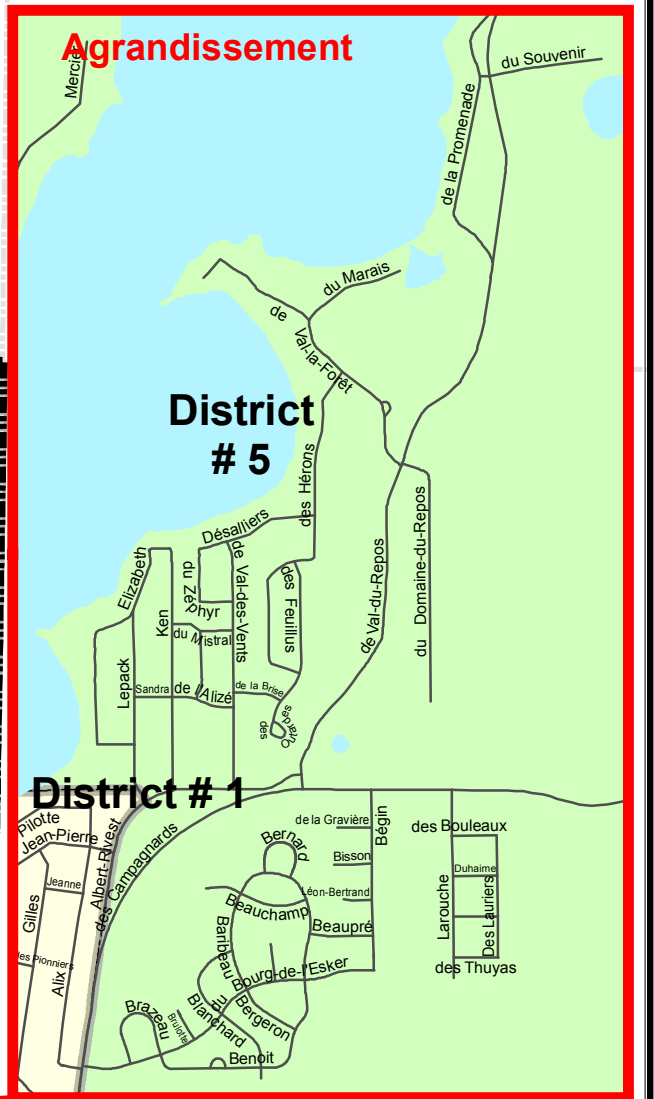 Agrandissement
Mercier
du Souvenir
de la Promenade
du Marais
de
Val-la-Forêt
District
# 5
des Hérons
Désalliers
de Val-des-Vents
du Zéphyr
des Feuillus
Elizabeth
Ken
du Mistral
Lepack
Sandra
de l'Alizé
de la Brise
des
Outardes
de Val-du-Repos
du Domaine-du-Repos
District # 1
Pilotte
Jean-Pierre
Albert-Rivest
des Campagnards
Jeanne
Gilles
des Pionniers
Alix
de la Gravière
Bégin
Bernard
Bisson
Léon-Bertrand
Beauchamp
Beaupré
Baribeau
du
Bourg-de-l'Esker
Bergeron
Blanchard
Brazeau
Brulotte
Benoit
des Bouleaux
Duhaime
Larouche
Des Lauriers
des Thuyas